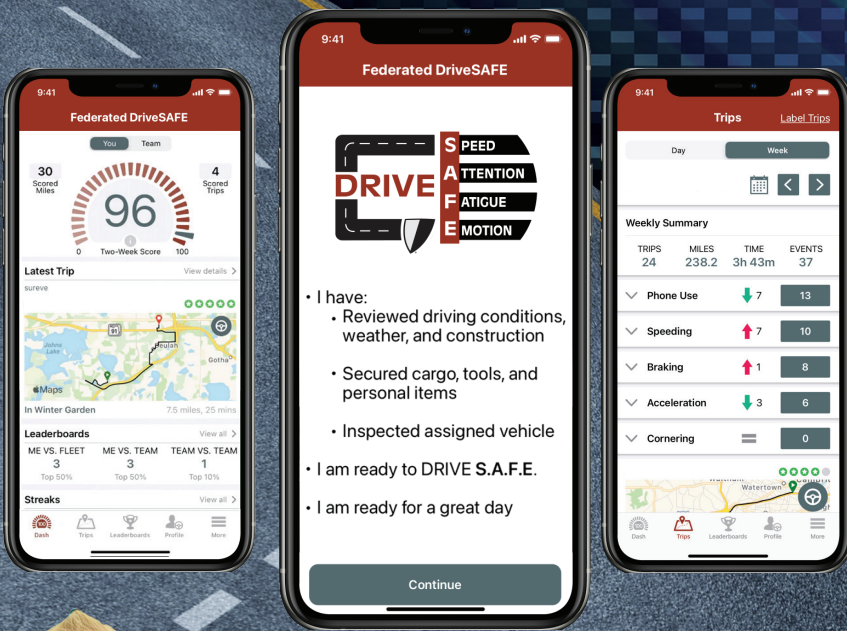 9:41
Federated DriveSAFE
You
Team
30
Scored
Miles
4
Scored
Trips
96
0
Two-Week Score
100
Latest Trip
View details >
sureve
91
Johns
Lake
Beulah
Gotha
Maps
In Winter Garden
7.5 miles, 25 mins
Leaderboards
View all >
ME VS. FLEET
ME VS. TEAM
TEAM VS. TEAM
3
3
1
Top 50%
Top 50%
Top 10%
Streaks
View all >
Dash
Trips
Leaderboards
Profile
More
9:41
Federated DriveSAFE
DRIVE
SPEED
ATTENTION
FATIGUE
EMOTION
• I have:
• Reviewed driving conditions,
weather, and construction
• Secured cargo, tools, and
personal items
• Inspected assigned vehicle
• I am ready to DRIVE S.A.F.E.
• I am ready for a great day
Continue
9:41
Trips
Label Trips
Day
Week
Weekly Summary
TRIPS
MILES
TIME
EVENTS
24
238.2
3h 43m
37
Phone Use
7
13
Speeding
7
10
Braking
1
8
Acceleration
3
6
Cornering
0
Watertown
Dash
Trips
Leaderboards
Profile
More